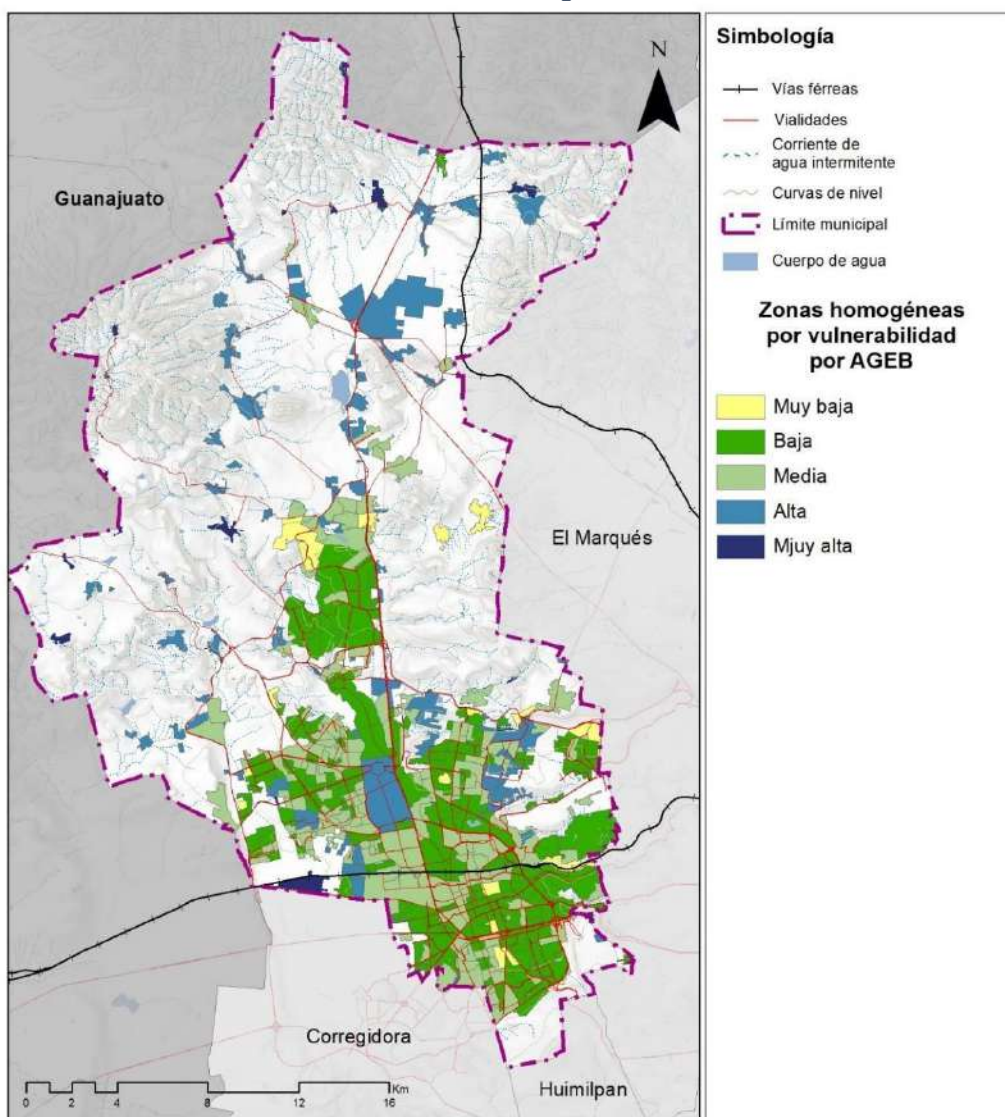 N
Guanajuato
El Marqués
Corregidora
Huimilpan
0 2 4 8 12 16
Km
Simbología
Vías férreas
Vialidades
Corriente de
agua intermitente
Curvas de nivel
Límite municipal
Cuerpo de agua
Zonas homogéneas
por vulnerabilidad
por AGEB
Muy baja
Baja
Media
Alta
Mjuy alta